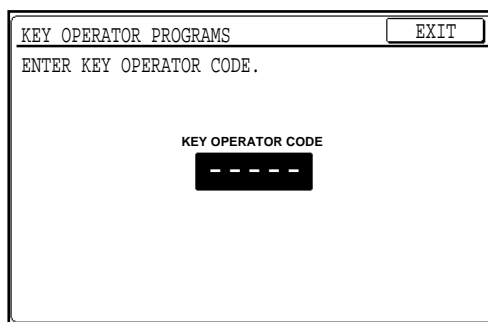 KEY OPERATOR PROGRAMS
EXIT
ENTER KEY OPERATOR CODE.
KEY OPERATOR CODE
- - - - -